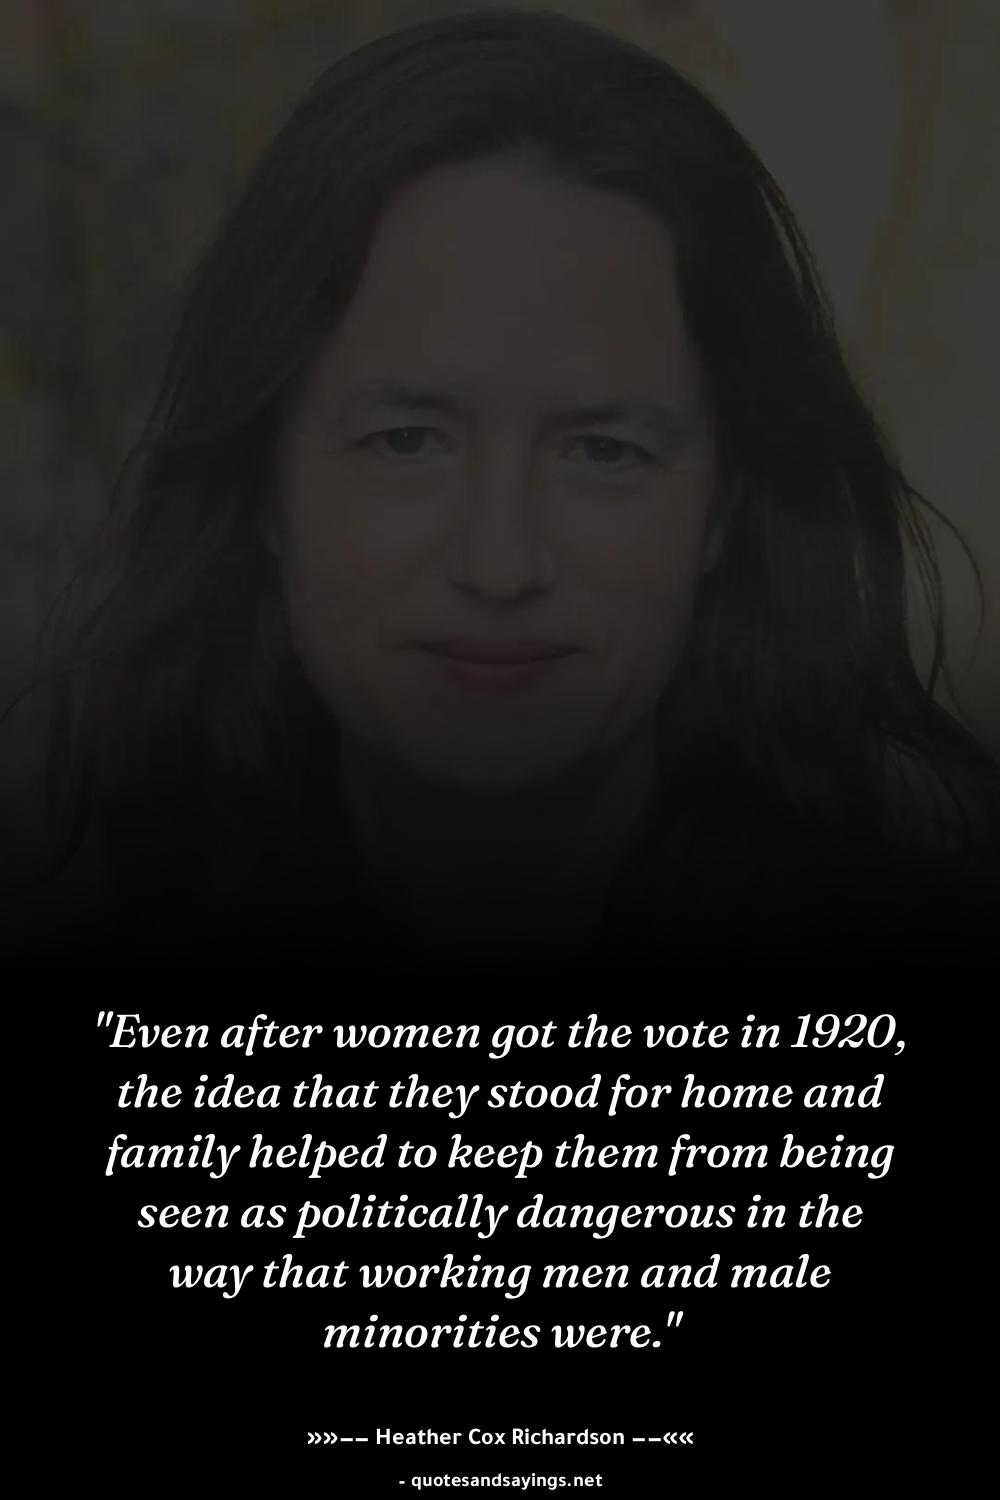 "Even after women got the vote in 1920,
the idea that they stood for home and
family helped to keep them from being
seen as politically dangerous in the
way that working men and male
minorities were."
»»−− Heather Cox Richardson −−««
- quotesandsayings.net